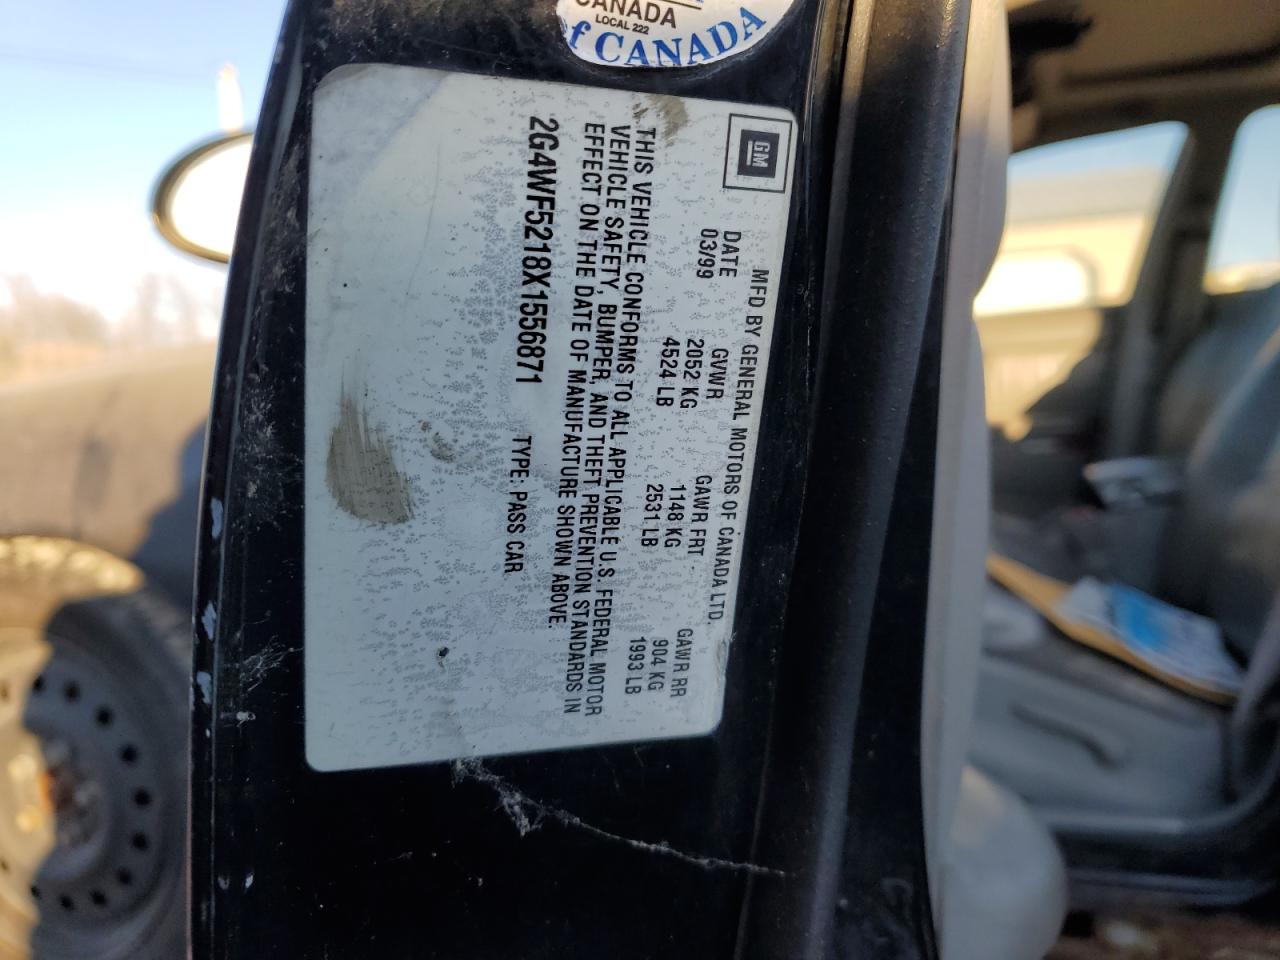 CANADA
LOCAL 222
of CANADA
GM
MFD BY GENERAL MOTORS OF CANADA LTD.
DATE GVWR GAWR FRT GAWR RR
03/99 2052 KG 1148 KG 904 KG
4524 LB 2531 LB 1993 LB
THIS VEHICLE CONFORMS TO ALL APPLICABLE U.S. FEDERAL MOTOR
VEHICLE SAFETY, BUMPER, AND THEFT PREVENTION STANDARDS IN
EFFECT ON THE DATE OF MANUFACTURE SHOWN ABOVE.
2G4WF5218X1556871 TYPE: PASS CAR